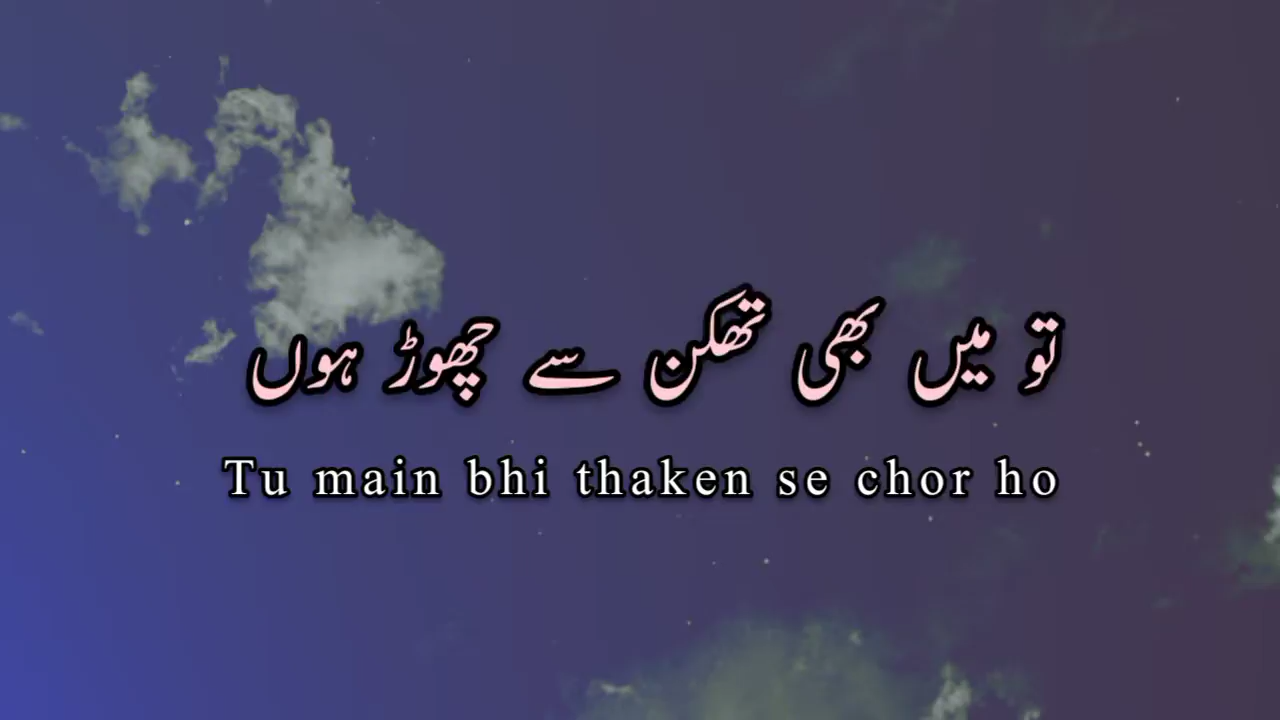 تو میں بھی تھکن سے چھوڑ ہوں
Tu main bhi thaken se chor ho